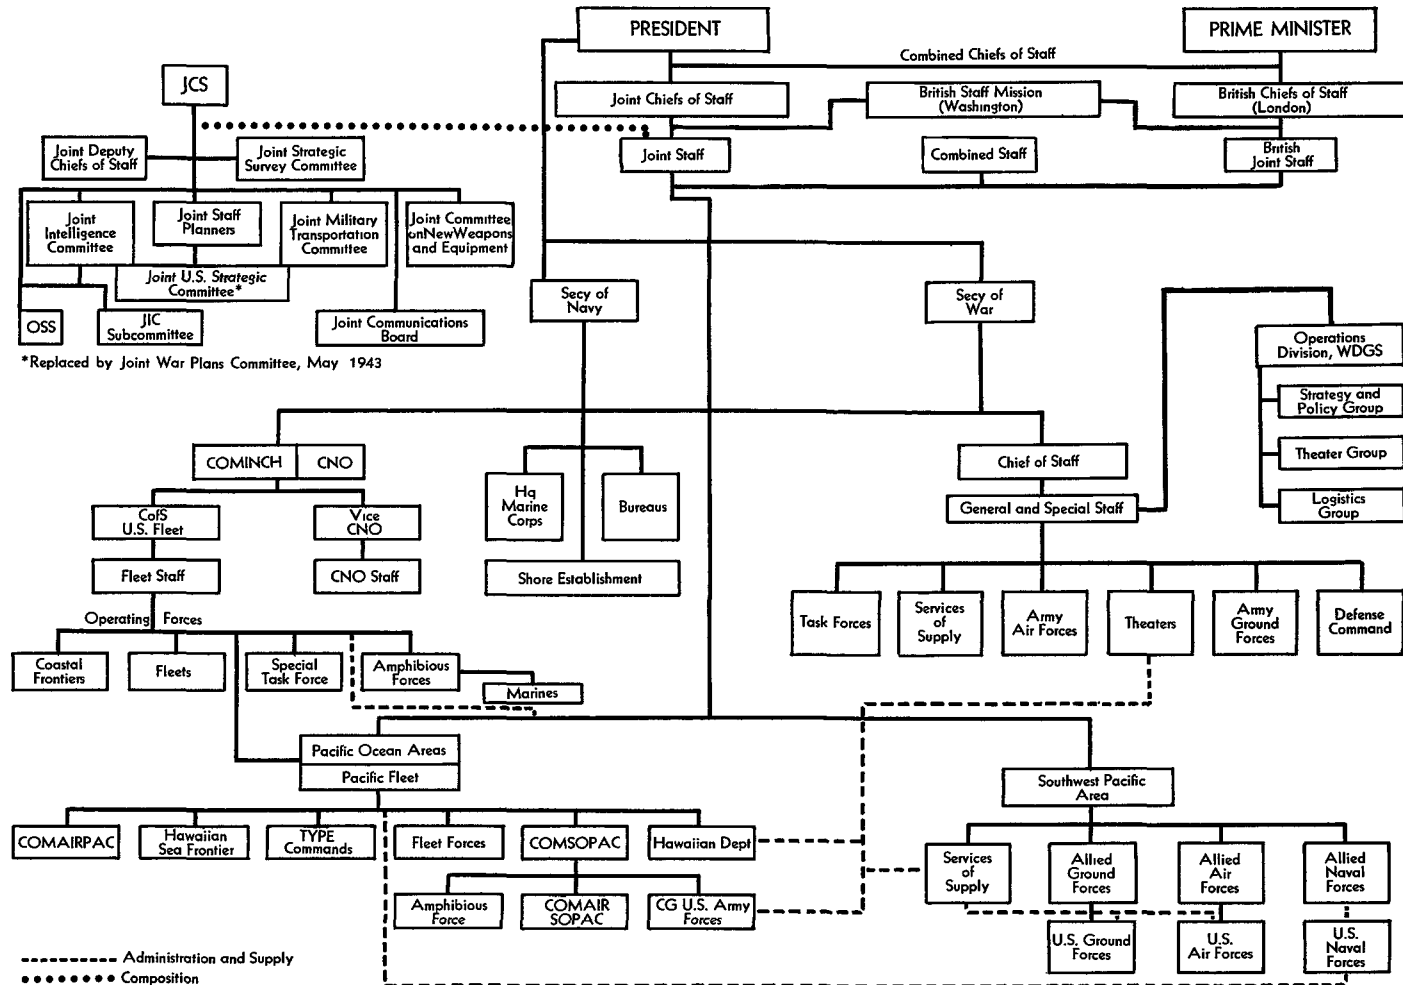 PRESIDENT
PRIME MINISTER
Combined Chiefs of Staff
JCS
Joint Chiefs of Staff
British Staff Mission
(Washington)
British Chiefs of Staff
(London)
Joint Deputy
Chiefs of Staff
Joint Strategic
Survey Committee
Joint Staff
Combined Staff
British
Joint Staff
Joint
Intelligence
Committee
Joint Staff
Planners
Joint Military
Transportation
Committee
Joint Committee
onNewWeapons
and Equipment
Joint U.S. Strategic
Committee*
OSS
JIC
Subcommittee
Joint Communications
Board
*Replaced by Joint War Plans Committee, May 1943
Secy of
Navy
Secy of
War
Operations
Division, WDGS
Strategy and
Policy Group
Theater Group
Logistics
Group
COMINCH
CNO
Chief of Staff
General and Special Staff
Hq
Marine
Corps
Bureaus
CofS
U.S. Fleet
Vice
CNO
Fleet Staff
CNO Staff
Shore Establishment
Operating Forces
Task Forces
Services
of
Supply
Army
Air Forces
Theaters
Army
Ground
Forces
Defense
Command
Coastal
Frontiers
Fleets
Special
Task Force
Amphibious
Forces
Marines
Pacific Ocean Areas
Pacific Fleet
Southwest Pacific
Area
COMAIRPAC
Hawaiian
Sea Frontier
TYPE
Commands
Fleet Forces
COMSOPAC
Hawaiian Dept
Services
of
Supply
Allied
Ground
Forces
Allied
Air
Forces
Allied
Naval
Forces
Amphibious
Force
COMAIR
SOPAC
CG U.S. Army
Forces
U.S. Ground
Forces
U.S.
Air Forces
U.S.
Naval
Forces
Administration and Supply
Composition